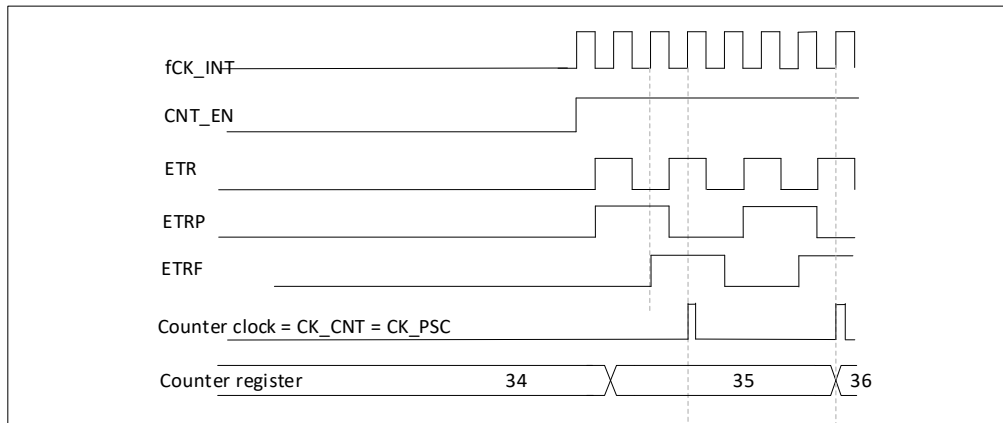 fCK_INT
CNT_EN
ETR
ETRP
ETRF
Counter clock = CK_CNT = CK_PSC
Counter register 34 35 36